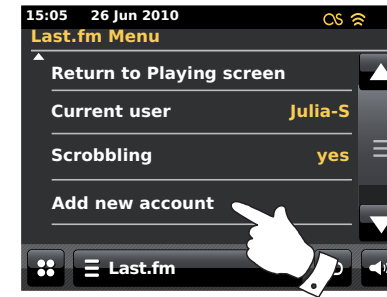 15:05 26 Jun 2010
Last.fm Menu
Return to Playing screen
Current user Julia-S
Scrobbling yes
Add new account
Last.fm